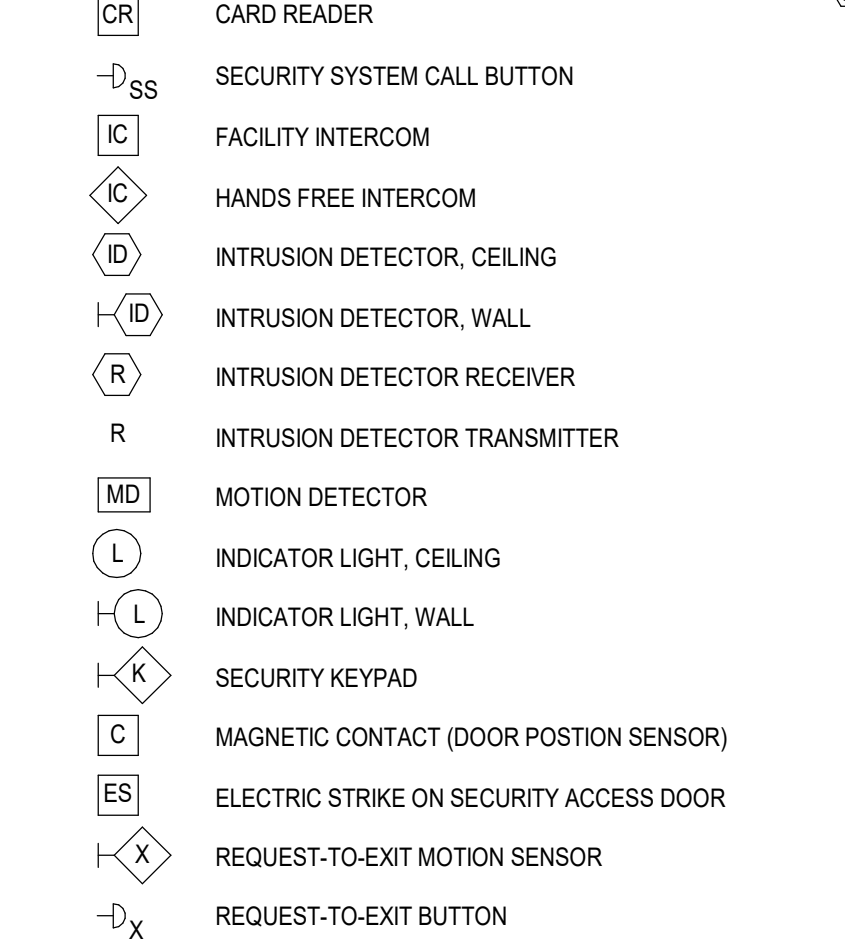 CR CARD READER
SS SECURITY SYSTEM CALL BUTTON
IC FACILITY INTERCOM
IC HANDS FREE INTERCOM
ID INTRUSION DETECTOR, CEILING
ID INTRUSION DETECTOR, WALL
R INTRUSION DETECTOR RECEIVER
R INTRUSION DETECTOR TRANSMITTER
MD MOTION DETECTOR
L INDICATOR LIGHT, CEILING
L INDICATOR LIGHT, WALL
K SECURITY KEYPAD
C MAGNETIC CONTACT (DOOR POSTION SENSOR)
ES ELECTRIC STRIKE ON SECURITY ACCESS DOOR
X REQUEST-TO-EXIT MOTION SENSOR
X REQUEST-TO-EXIT BUTTON